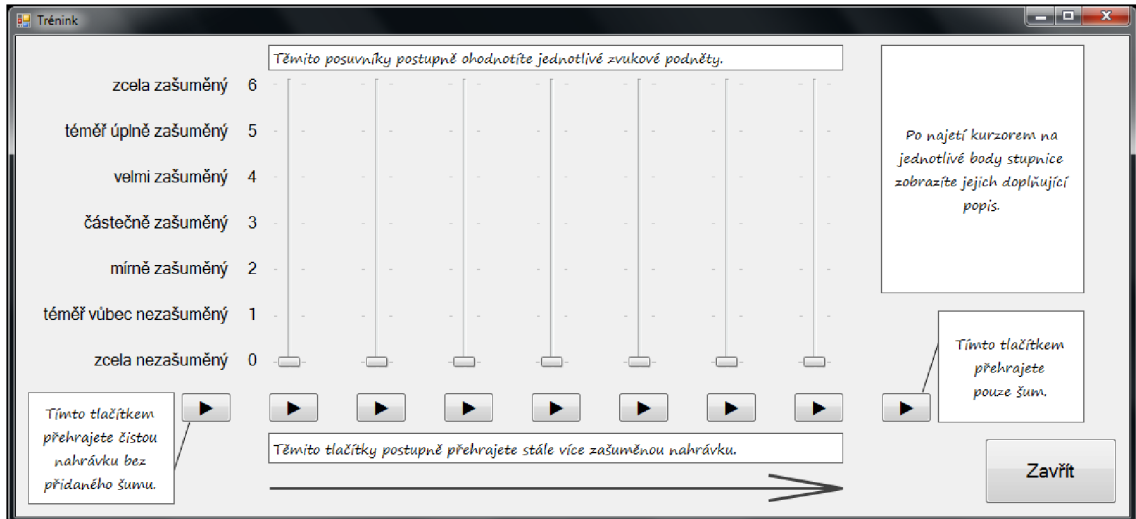 Trénink
Těmito posuvníky postupně ohodnotíte jednotlivé zvukové podněty.
zcela zašuměný 6
téměř úplně zašuměný 5
velmi zašuměný 4
částečně zašuměný 3
mírně zašuměný 2
téměř vůbec nezašuměný 1
zcela nezašuměný 0
Po najetí kurzorem na
jednotlivé body stupnice
zobrazíte jejich doplňující
popis.
Tímto tlačítkem
přehrajete
pouze šum.
Tímto tlačítkem
přehrajete čistou
nahrávku bez
přidaného šumu.
Těmito tlačítky postupně přehrajete stále více zašuměnou nahrávku.
Zavřít